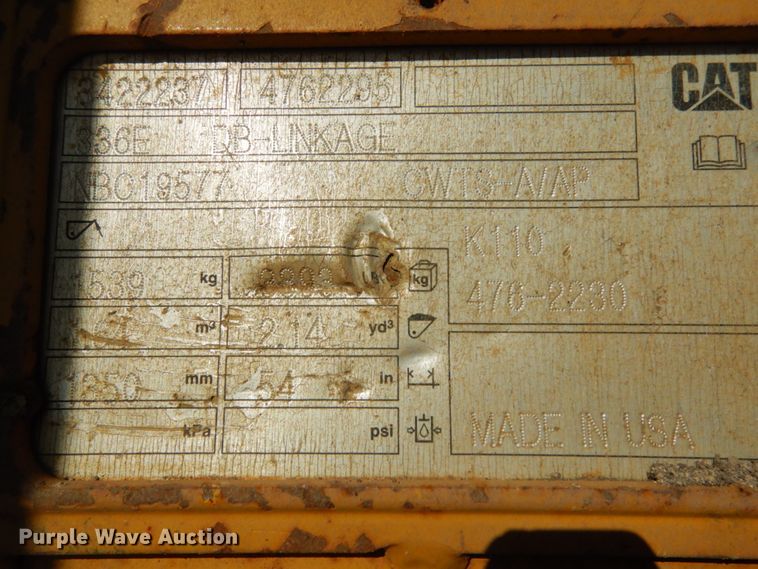 3422237 4762295 CAT
336E DB-LINKAGE
NBC19577 CWTS-A/AP
K110
1539 kg kg
476-2230
m³ 2.14 yd³
mm 54 in
kPa psi
MADE IN USA
Purple Wave Auction